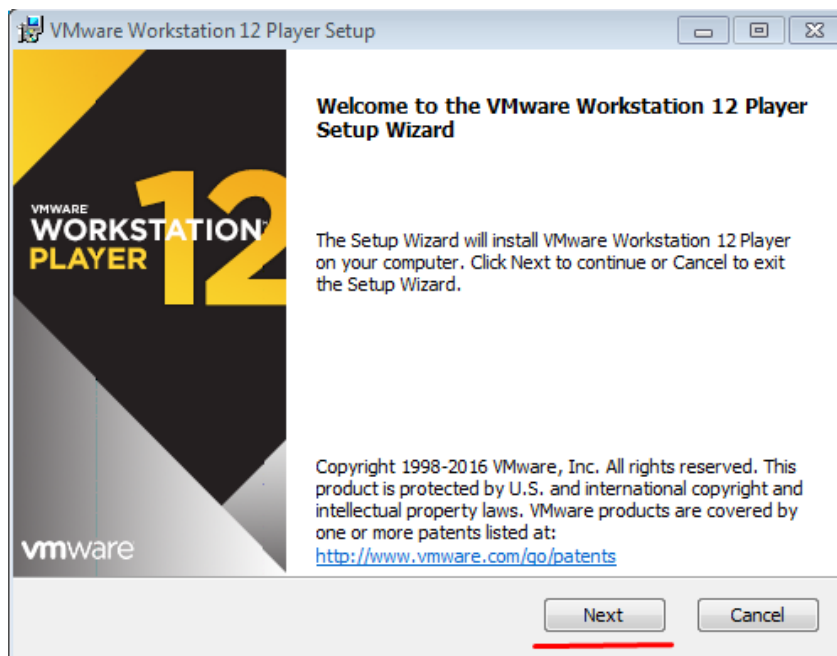 VMware Workstation 12 Player Setup
Welcome to the VMware Workstation 12 Player
Setup Wizard
VMWARE
WORKSTATION™
PLAYER
12
The Setup Wizard will install VMware Workstation 12 Player
on your computer. Click Next to continue or Cancel to exit
the Setup Wizard.
Copyright 1998-2016 VMware, Inc. All rights reserved. This
product is protected by U.S. and international copyright and
intellectual property laws. VMware products are covered by
one or more patents listed at:
http://www.vmware.com/go/patents
vmware
Next
Cancel